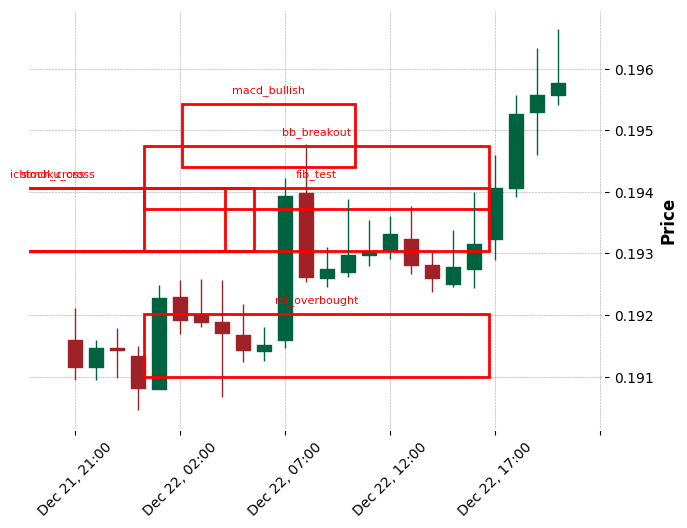 macd_bullish
bb_breakout
ichimoku_cross
fib_test
rsi_overbought
0.196
0.195
0.194
0.193
0.192
0.191
Price
Dec 21, 21:00
Dec 22, 02:00
Dec 22, 07:00
Dec 22, 12:00
Dec 22, 17:00